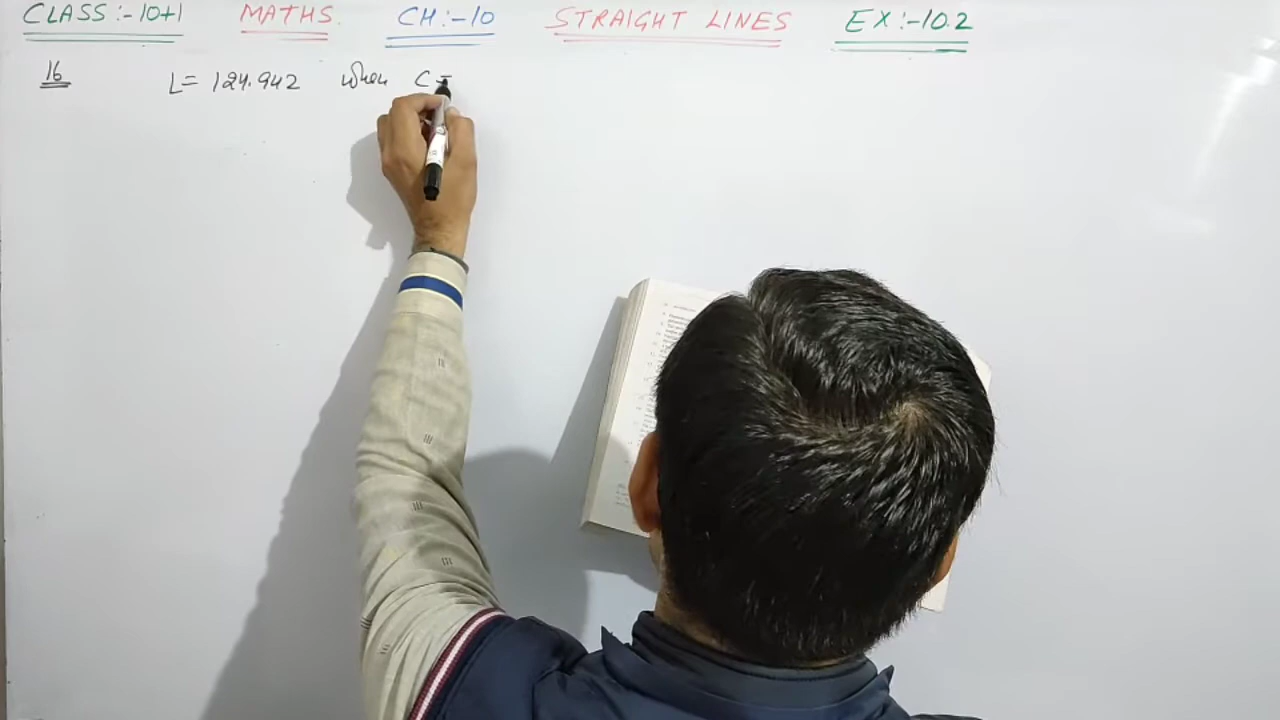 CLASS :- 10+1 MATHS. CH :- 10 STRAIGHT LINES EX :- 10.2
16 L = 124.942 when C =